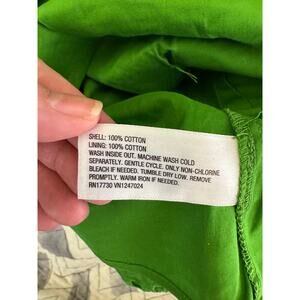 SHELL: 100% COTTON
LINING: 100% COTTON
WASH INSIDE OUT. MACHINE WASH COLD
SEPARATELY. GENTLE CYCLE. ONLY NON-CHLORINE
BLEACH IF NEEDED. TUMBLE DRY LOW. REMOVE
PROMPTLY. WARM IRON IF NEEDED.
RN17730 VN1247024